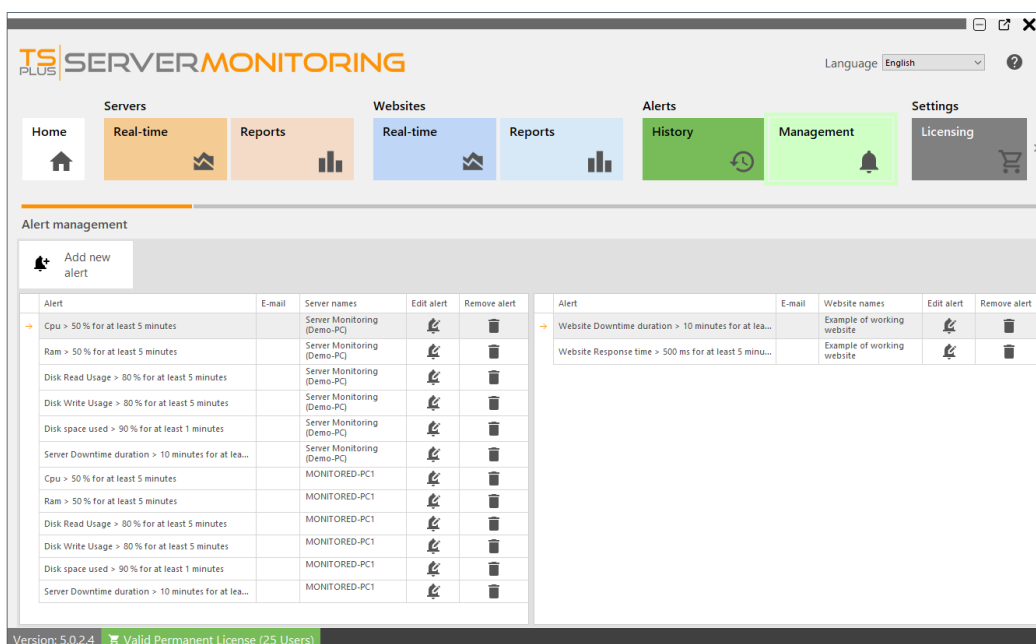 TS PLUS SERVERMONITORING
Language English
Servers Websites Alerts Settings
Home Real-time Reports Real-time Reports History Management Licensing
Alert management
Add new
alert
Alert E-mail Server names Edit alert Remove alert
Cpu > 50 % for at least 5 minutes Server Monitoring
(Demo-PC)
Ram > 50 % for at least 5 minutes Server Monitoring
(Demo-PC)
Disk Read Usage > 80 % for at least 5 minutes Server Monitoring
(Demo-PC)
Disk Write Usage > 80 % for at least 5 minutes Server Monitoring
(Demo-PC)
Disk space used > 90 % for at least 1 minutes Server Monitoring
(Demo-PC)
Server Downtime duration > 10 minutes for at lea... Server Monitoring
(Demo-PC)
Cpu > 50 % for at least 5 minutes MONITORED-PC1
Ram > 50 % for at least 5 minutes MONITORED-PC1
Disk Read Usage > 80 % for at least 5 minutes MONITORED-PC1
Disk Write Usage > 80 % for at least 5 minutes MONITORED-PC1
Disk space used > 90 % for at least 1 minutes MONITORED-PC1
Server Downtime duration > 10 minutes for at lea... MONITORED-PC1
Alert E-mail Website names Edit alert Remove alert
Website Downtime duration > 10 minutes for at lea... Example of working
website
Website Response time > 500 ms for at least 5 minu... Example of working
website
Version: 5.0.2.4 Valid Permanent License (25 Users)